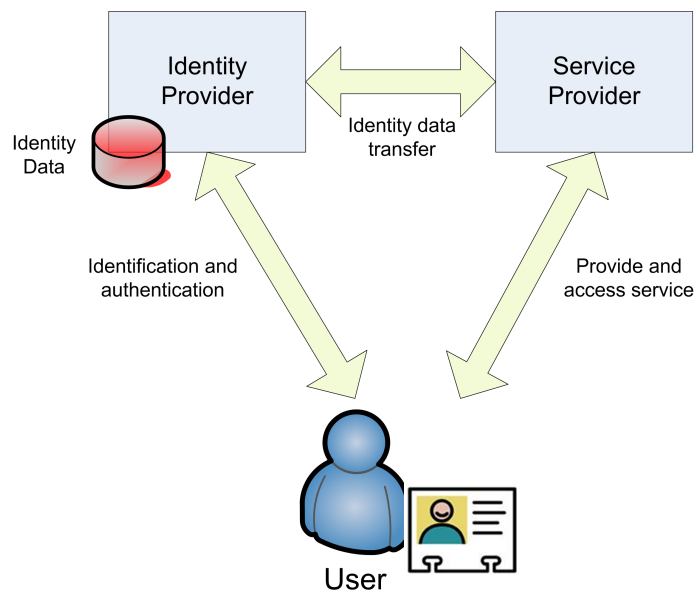 Identity
Provider
Service
Provider
Identity data
transfer
Identity
Data
Identification and
authentication
Provide and
access service
User